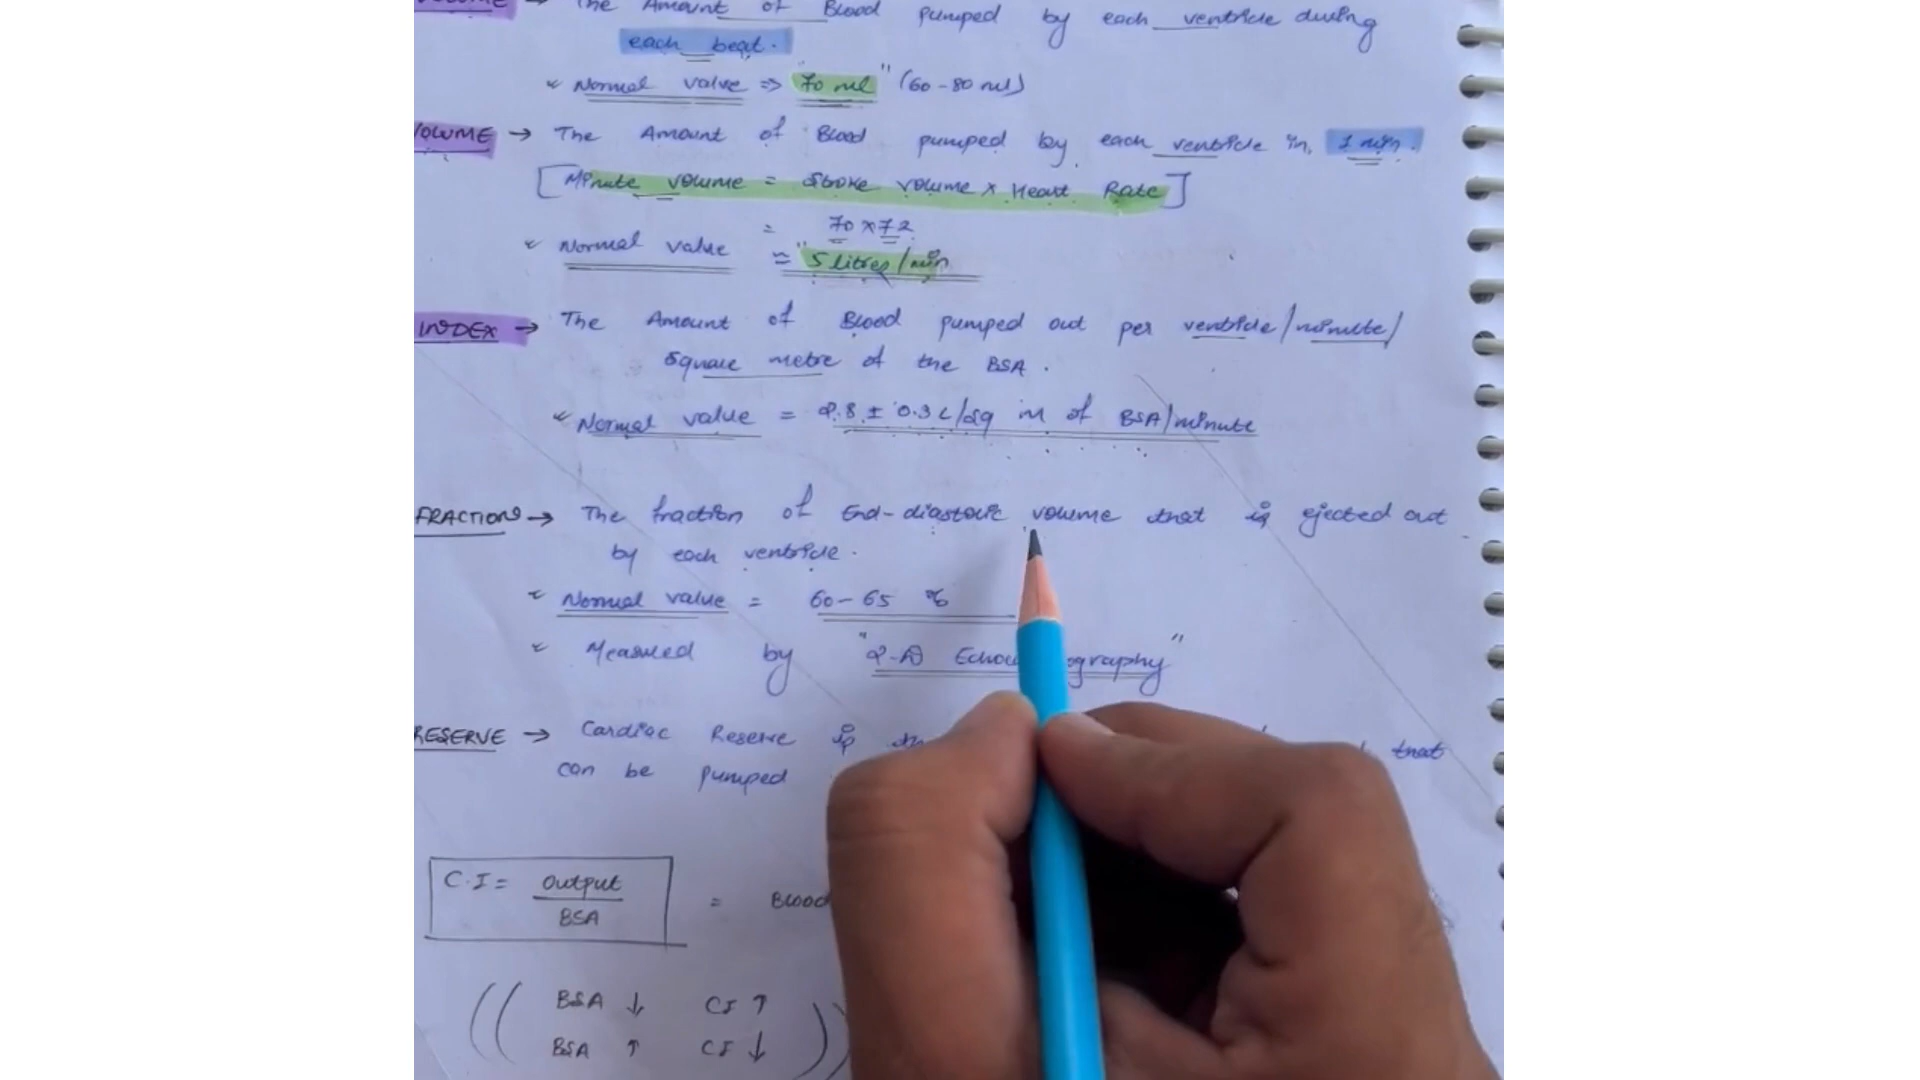 The Amount of Blood pumped by each ventricle during
each beat.
Normal value ⇒ "70 ml" (60-80 ml)
VOLUME → The Amount of Blood pumped by each ventricle in 1 min.
[Minute volume = Stroke volume x Heart Rate]
= 70 x 72
Normal value ≈ "5 litres/min
INDEX → The Amount of Blood pumped out per ventricle/minute/
Square metre of the BSA.
Normal value = 2.8 ± 0.3 L/sq m of BSA/minute
FRACTION → The fraction of End-diastolic volume that is ejected out
by each ventricle.
Normal value = 60-65 %
Measured by "2-D Echo ography"
RESERVE → Cardiac Reserve is that
can be pumped
C.I = Output
BSA
= Blood
BSA ↓ CI ↑
BSA ↑ CI ↓